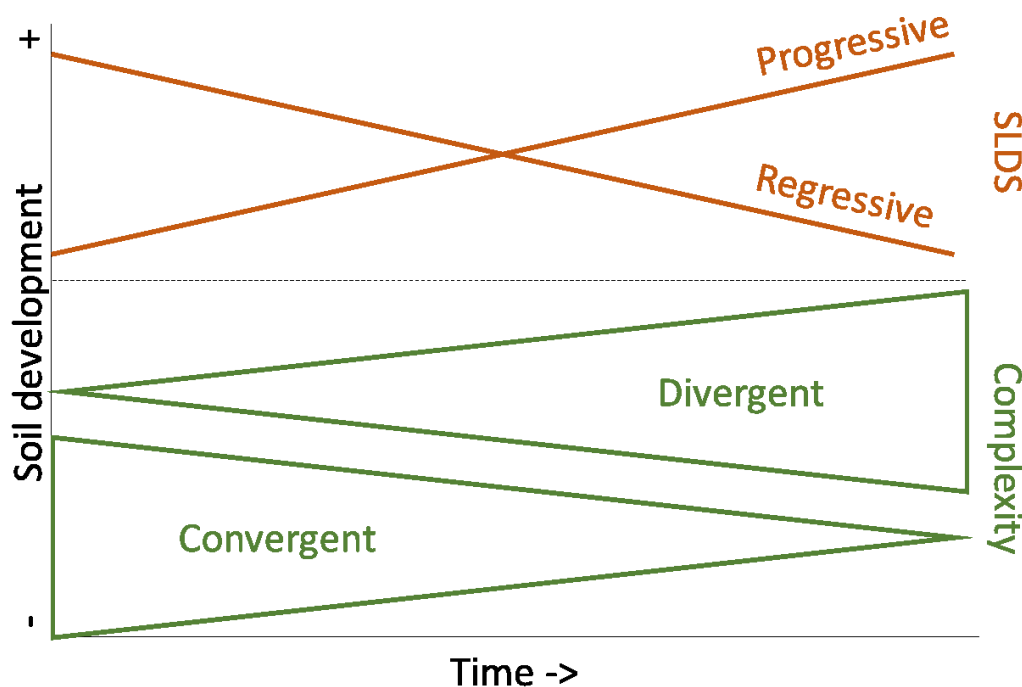 +
Progressive
SLDS
Regressive
Soil development
Divergent
Complexity
Convergent
-
Time ->